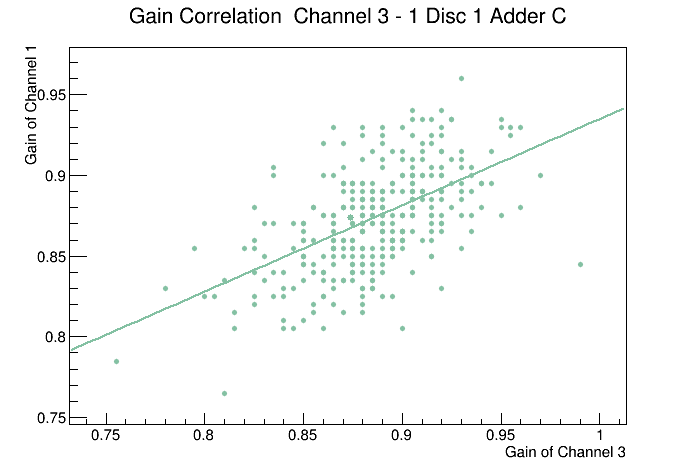 Gain Correlation  Channel 3 - 1 Disc 1 Adder C
Gain of Channel 1
0.95
0.9
0.85
0.8
0.75
0.75 0.8 0.85 0.9 0.95 1
Gain of Channel 3